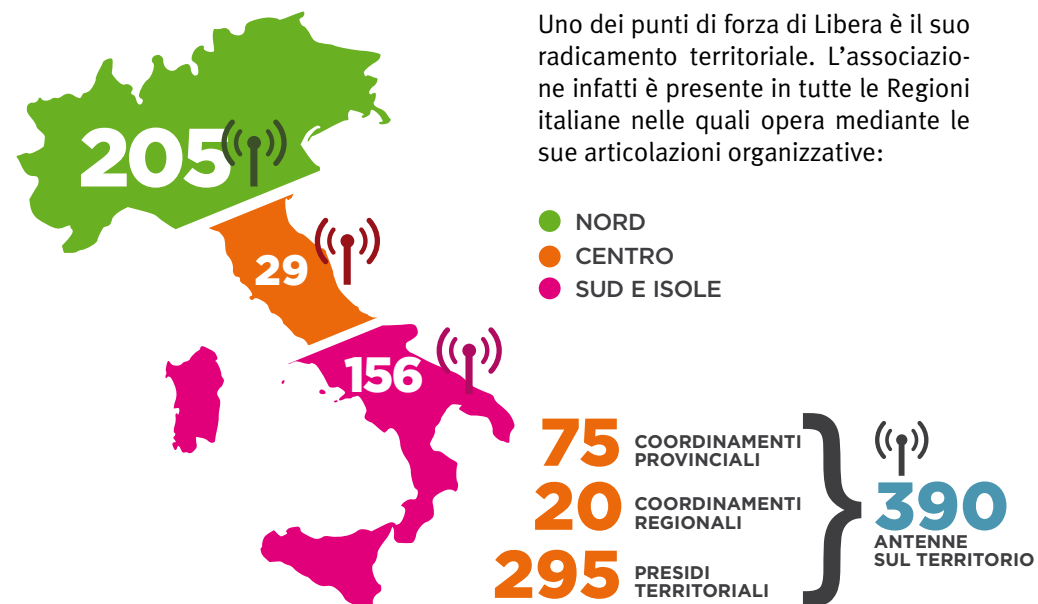 Uno dei punti di forza di Libera è il suo
radicamento territoriale. L'associazio-
ne infatti è presente in tutte le Regioni
italiane nelle quali opera mediante le
sue articolazioni organizzative:
NORD
CENTRO
SUD E ISOLE
205
29
156
75
COORDINAMENTI
PROVINCIALI
20
COORDINAMENTI
REGIONALI
295
PRESIDI
TERRITORIALI
390
ANTENNE
SUL TERRITORIO